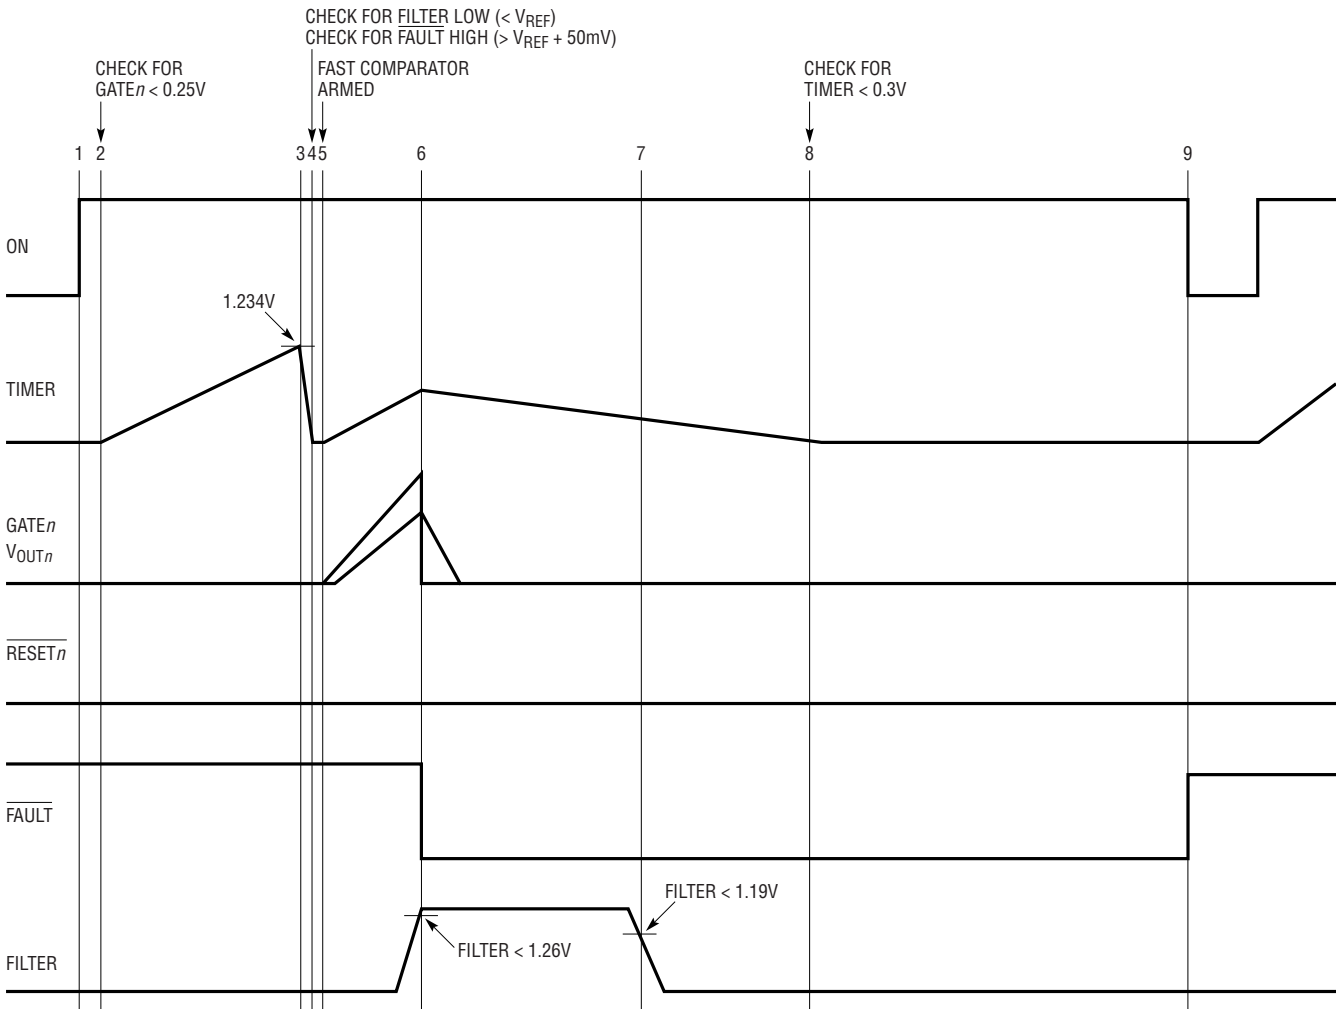 CHECK FOR FILTER LOW (< VREF)
CHECK FOR FAULT HIGH (> VREF + 50mV)
CHECK FOR
GATEn < 0.25V
FAST COMPARATOR
ARMED
CHECK FOR
TIMER < 0.3V
1 2 3 4 5 6 7 8 9
ON
1.234V
TIMER
GATEn
VOUTn
RESETn
FAULT
FILTER < 1.19V
FILTER < 1.26V
FILTER